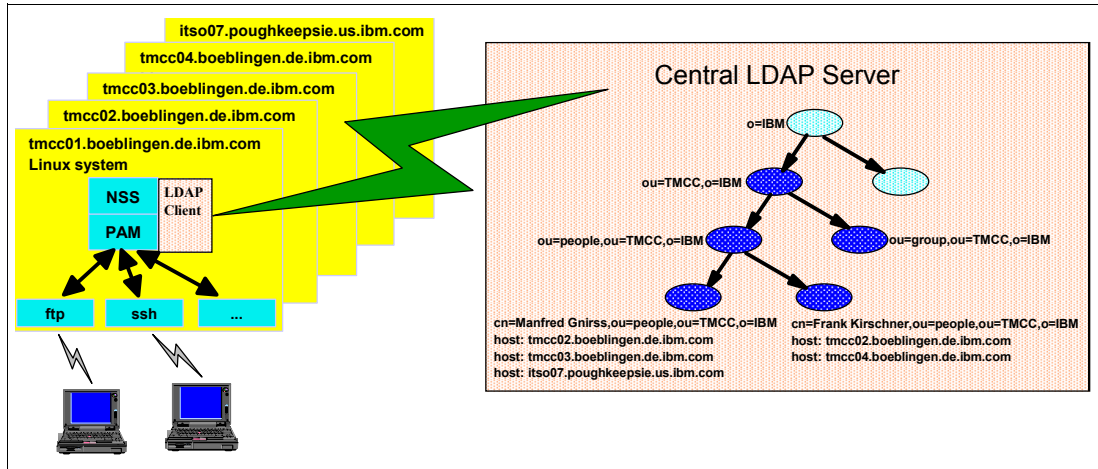 itso07.poughkeepsie.us.ibm.com
tmcc04.boeblingen.de.ibm.com
tmcc03.boeblingen.de.ibm.com
tmcc02.boeblingen.de.ibm.com
tmcc01.boeblingen.de.ibm.com
Linux system
NSS
LDAP
Client
PAM
ftp
ssh
...
Central LDAP Server
o=IBM
ou=TMCC,o=IBM
ou=people,ou=TMCC,o=IBM
ou=group,ou=TMCC,o=IBM
cn=Manfred Gnirss,ou=people,ou=TMCC,o=IBM
host: tmcc02.boeblingen.de.ibm.com
host: tmcc03.boeblingen.de.ibm.com
host: itso07.poughkeepsie.us.ibm.com
cn=Frank Kirschner,ou=people,ou=TMCC,o=IBM
host: tmcc02.boeblingen.de.ibm.com
host: tmcc04.boeblingen.de.ibm.com